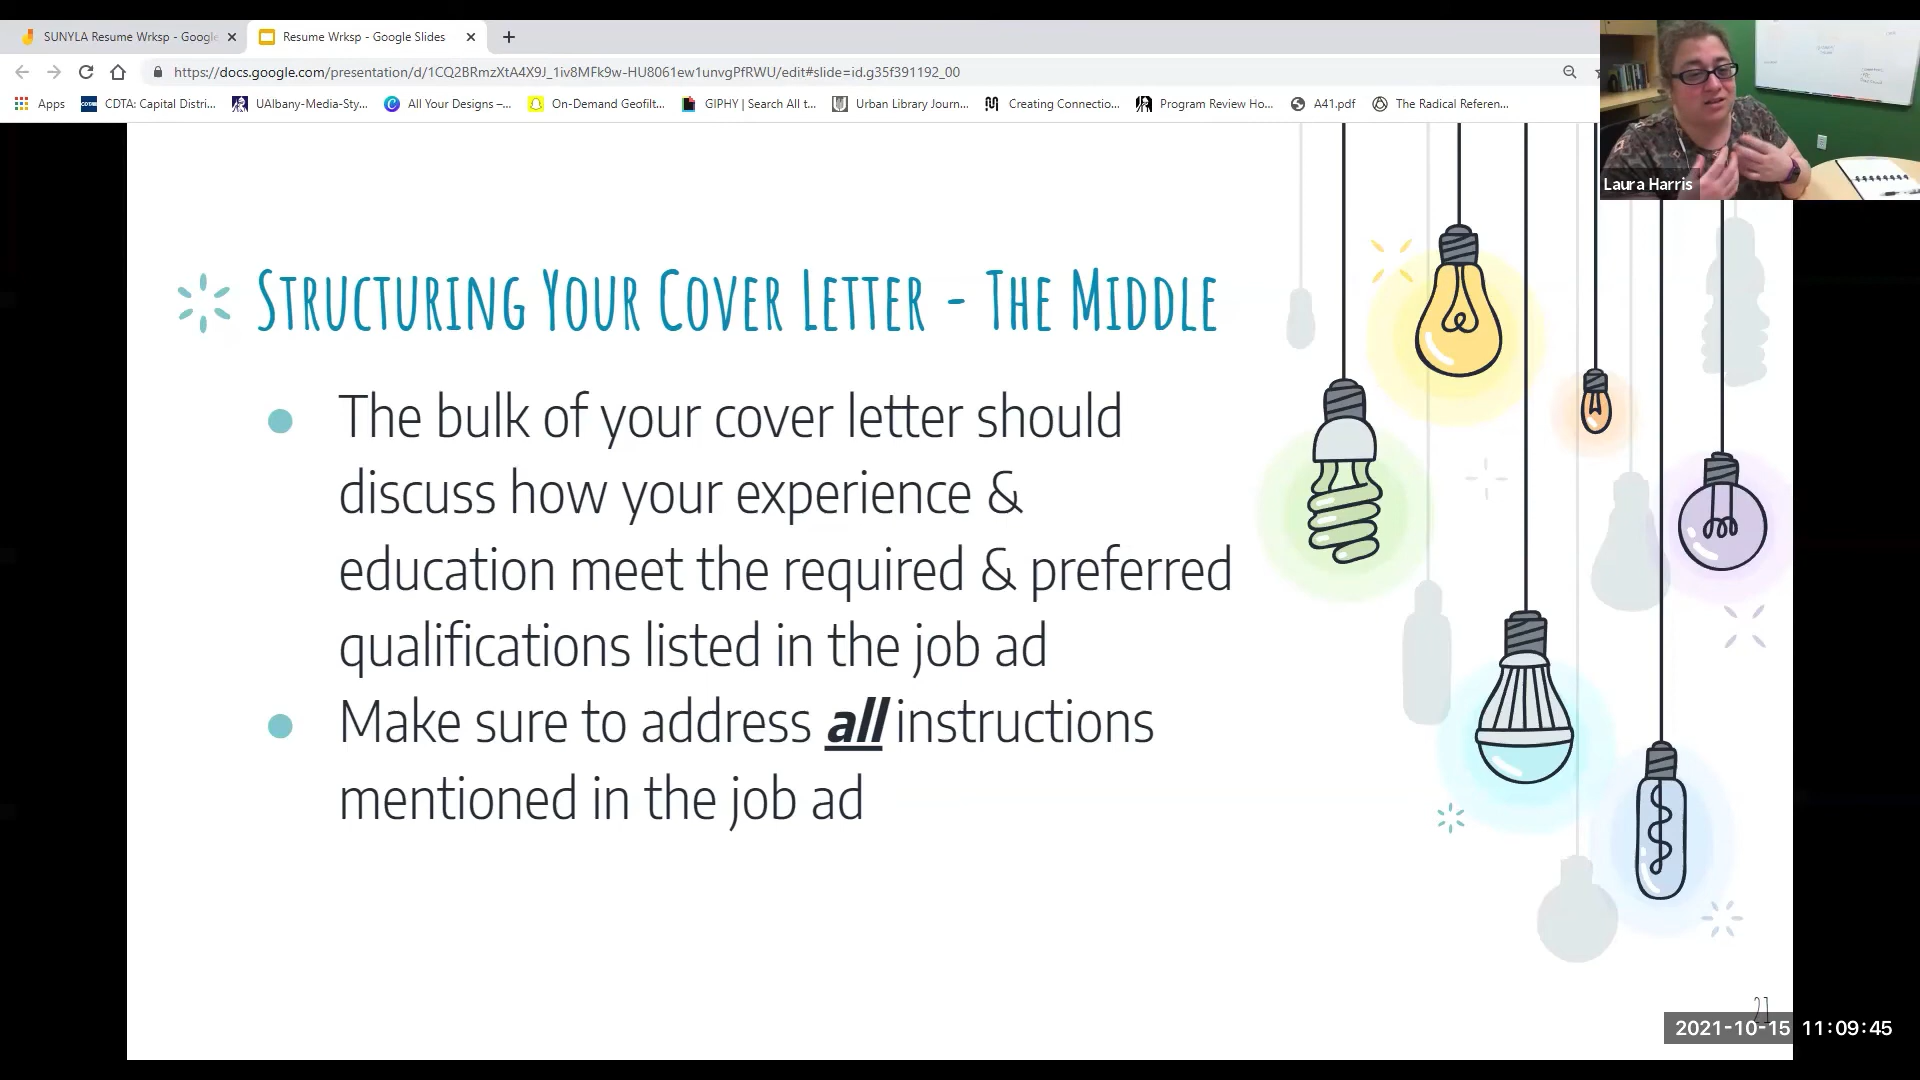 SUNYLA Resume Wrksp - Google
Resume Wrksp - Google Slides
https://docs.google.com/presentation/d/1CQ2BRmzXtA4X9J_1iv8MFk9w-HU8061ew1unvgPfRWU/edit#slide=id.g35f391192_00
Apps
CDTA: Capital Distri...
UAlbany-Media-Sty...
All Your Designs –...
On-Demand Geofilt...
GIPHY | Search All t...
Urban Library Journ...
Creating Connectio...
Program Review Ho...
A41.pdf
The Radical Referen...
Laura Harris
Structuring Your Cover Letter - The Middle
The bulk of your cover letter should
discuss how your experience &
education meet the required & preferred
qualifications listed in the job ad
Make sure to address all instructions
mentioned in the job ad
21
2021-10-15 11:09:45